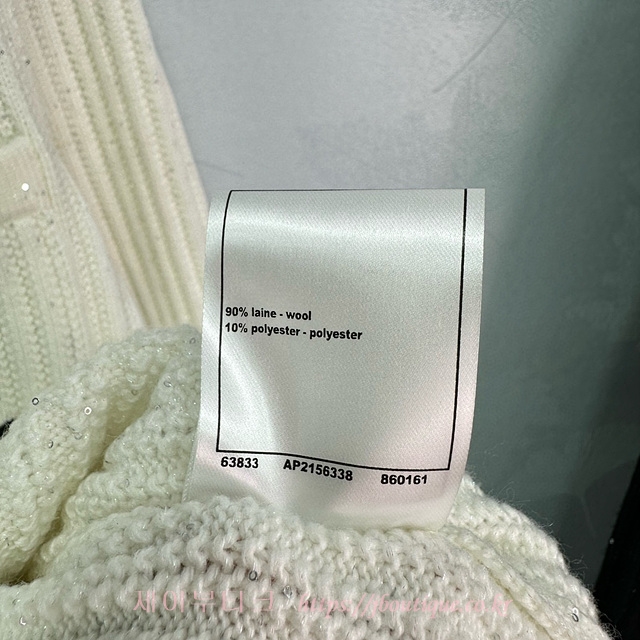 90% laine - wool
10% polyester - polyester
63833 AP2156338 860161